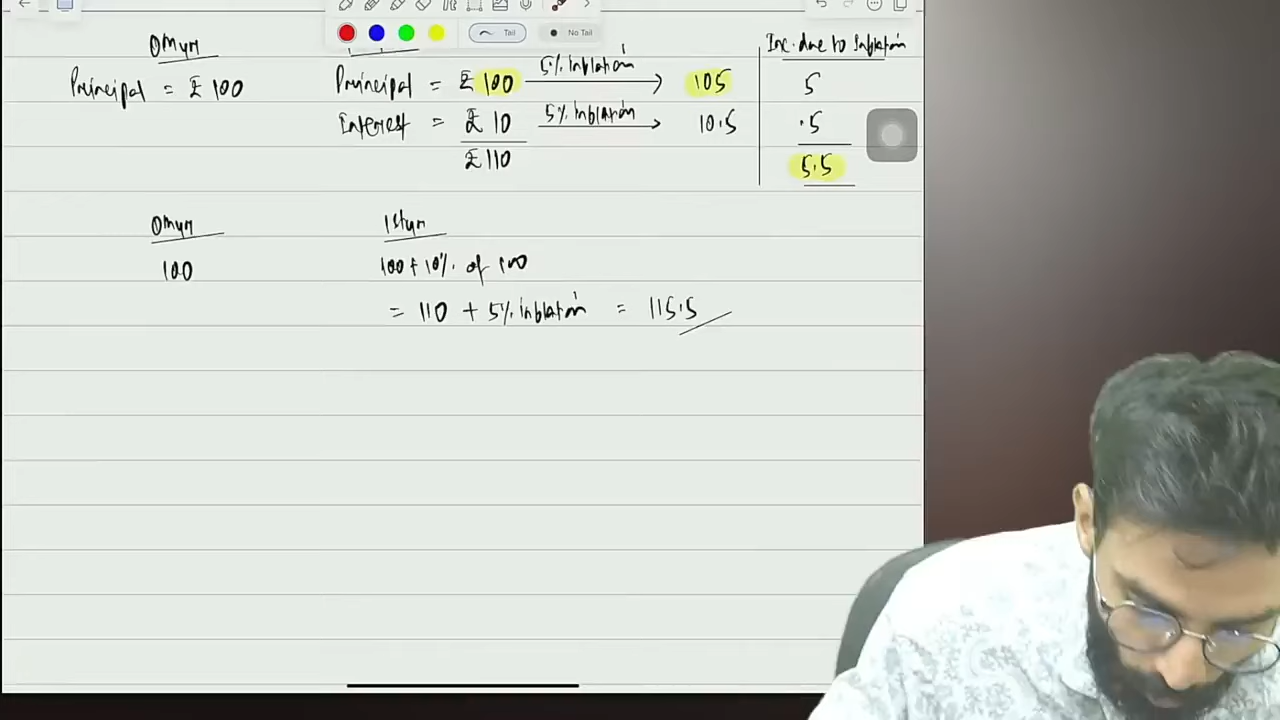 Tail
No Tail
0m yr
Inc. due to Inflation
Principal = £ 100
Principal = £ 100 5% inflation 105 5
Interest = £ 10 5% inflation 10.5 .5
£ 110 5.5
0m yr 1st yr
100 100 + 10% of 100
= 110 + 5% inflation = 115.5